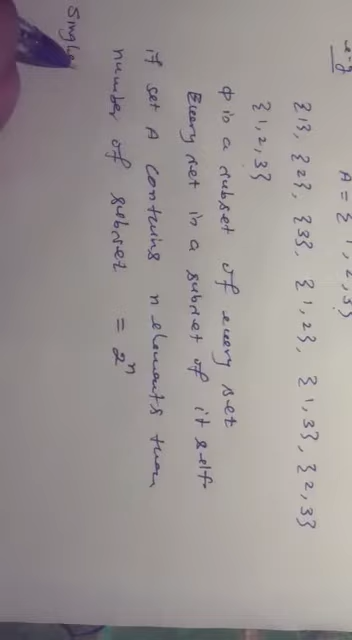 e.g A = {1, 2, 3}
{1}, {2}, {3}, {1, 2}, {1, 3}, {2, 3}
{1, 2, 3}
Φ is a subset of every set
Every set is a subset of it self.
if set A contains n elements then
number of subset = 2ⁿ
Single